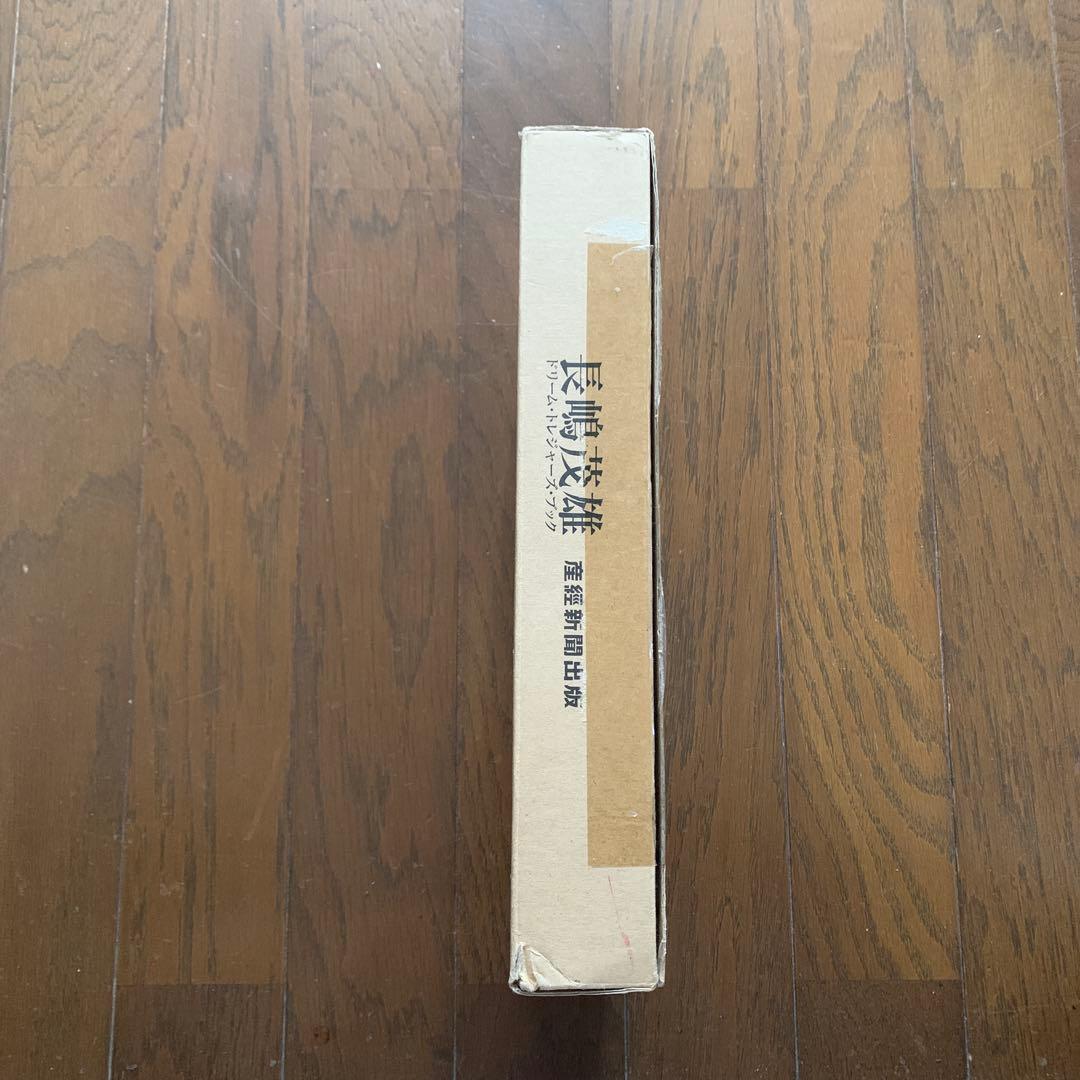 長嶋茂雄
ドリーム・トレジャーズ・ブック
産經新聞出版